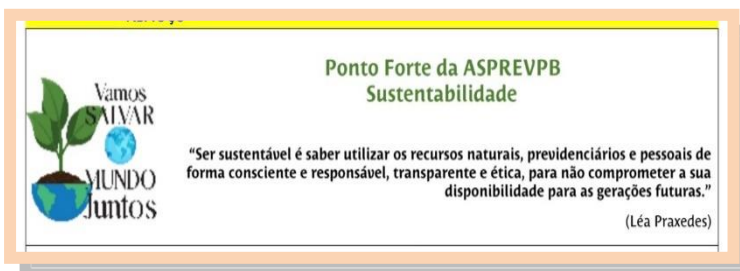 Ponto Forte da ASPREVPB
Sustentabilidade
Vamos
SALVAR
MUNDO
Juntos
“Ser sustentável é saber utilizar os recursos naturais, previdenciários e pessoais de
forma consciente e responsável, transparente e ética, para não comprometer a sua
disponibilidade para as gerações futuras.”
(Léa Praxedes)